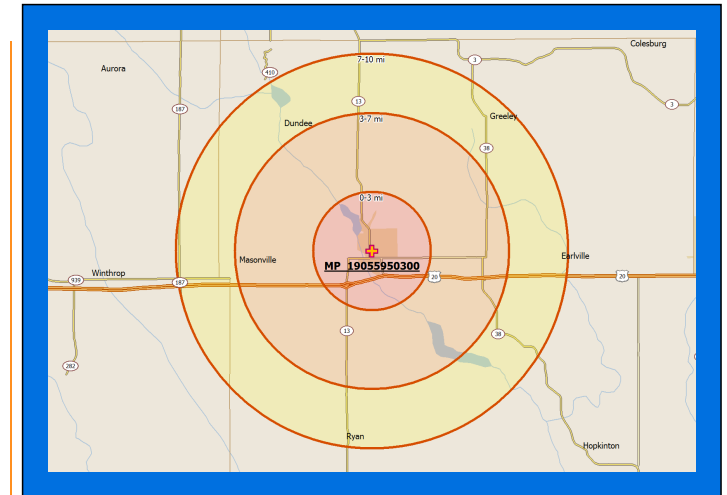 Colesburg
7-10 mi
3
Aurora
410
13
3
187
3-7 mi
Greeley
Dundee
38
0-3 mi
Masonville
Earlville
MP 19055950300
Winthrop
939
20
20
187
13
38
282
Ryan
Hopkinton